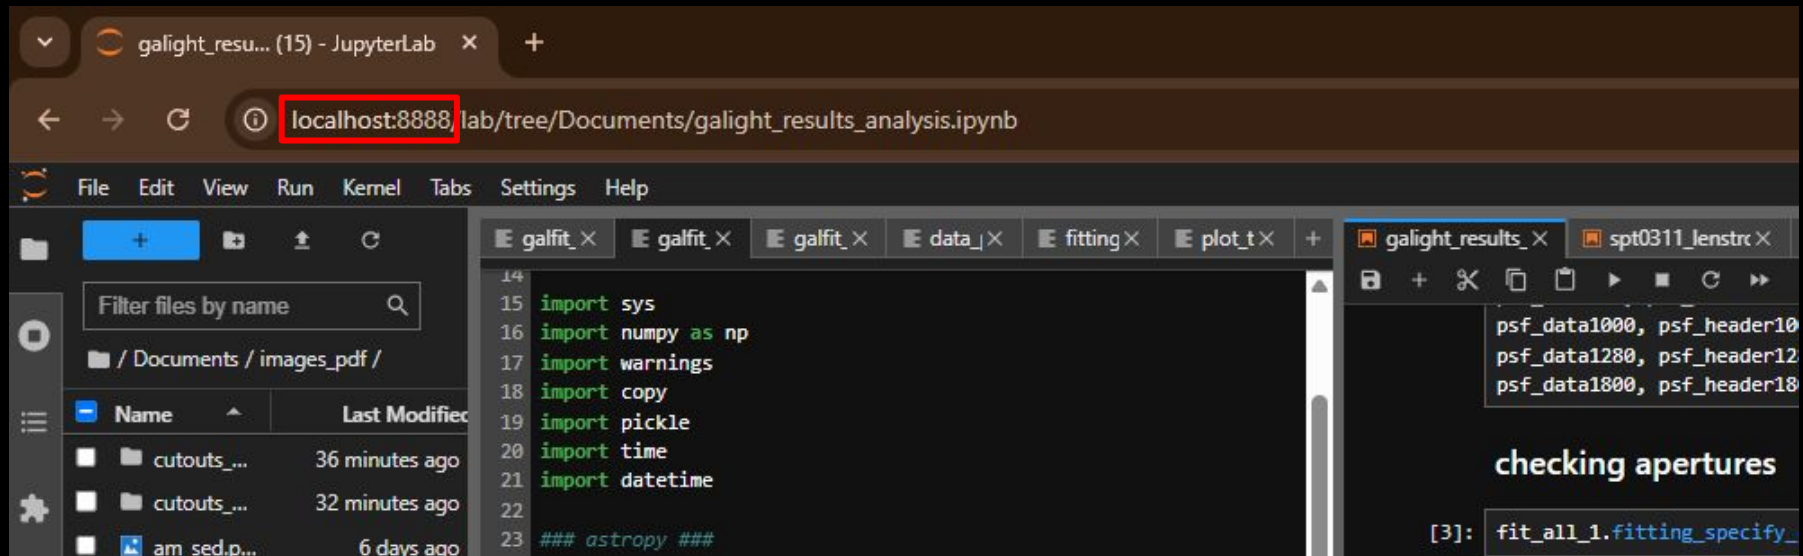 galight_resu... (15) - JupyterLab
localhost:8888/lab/tree/Documents/galight_results_analysis.ipynb
File Edit View Run Kernel Tabs Settings Help
Filter files by name
/ Documents / images_pdf /
Name Last Modified
cutouts_... 36 minutes ago
cutouts_... 32 minutes ago
am_sed.p... 6 days ago
galfit_ galfit_ galfit_ data_ fitting plot_t
14
15 import sys
16 import numpy as np
17 import warnings
18 import copy
19 import pickle
20 import time
21 import datetime
22
23 ### astropy ###
galight_results_ spt0311_lenstro
psf_data1000, psf_header10
psf_data1280, psf_header12
psf_data1800, psf_header18
checking apertures
[3]: fit_all_1.fitting_specify_